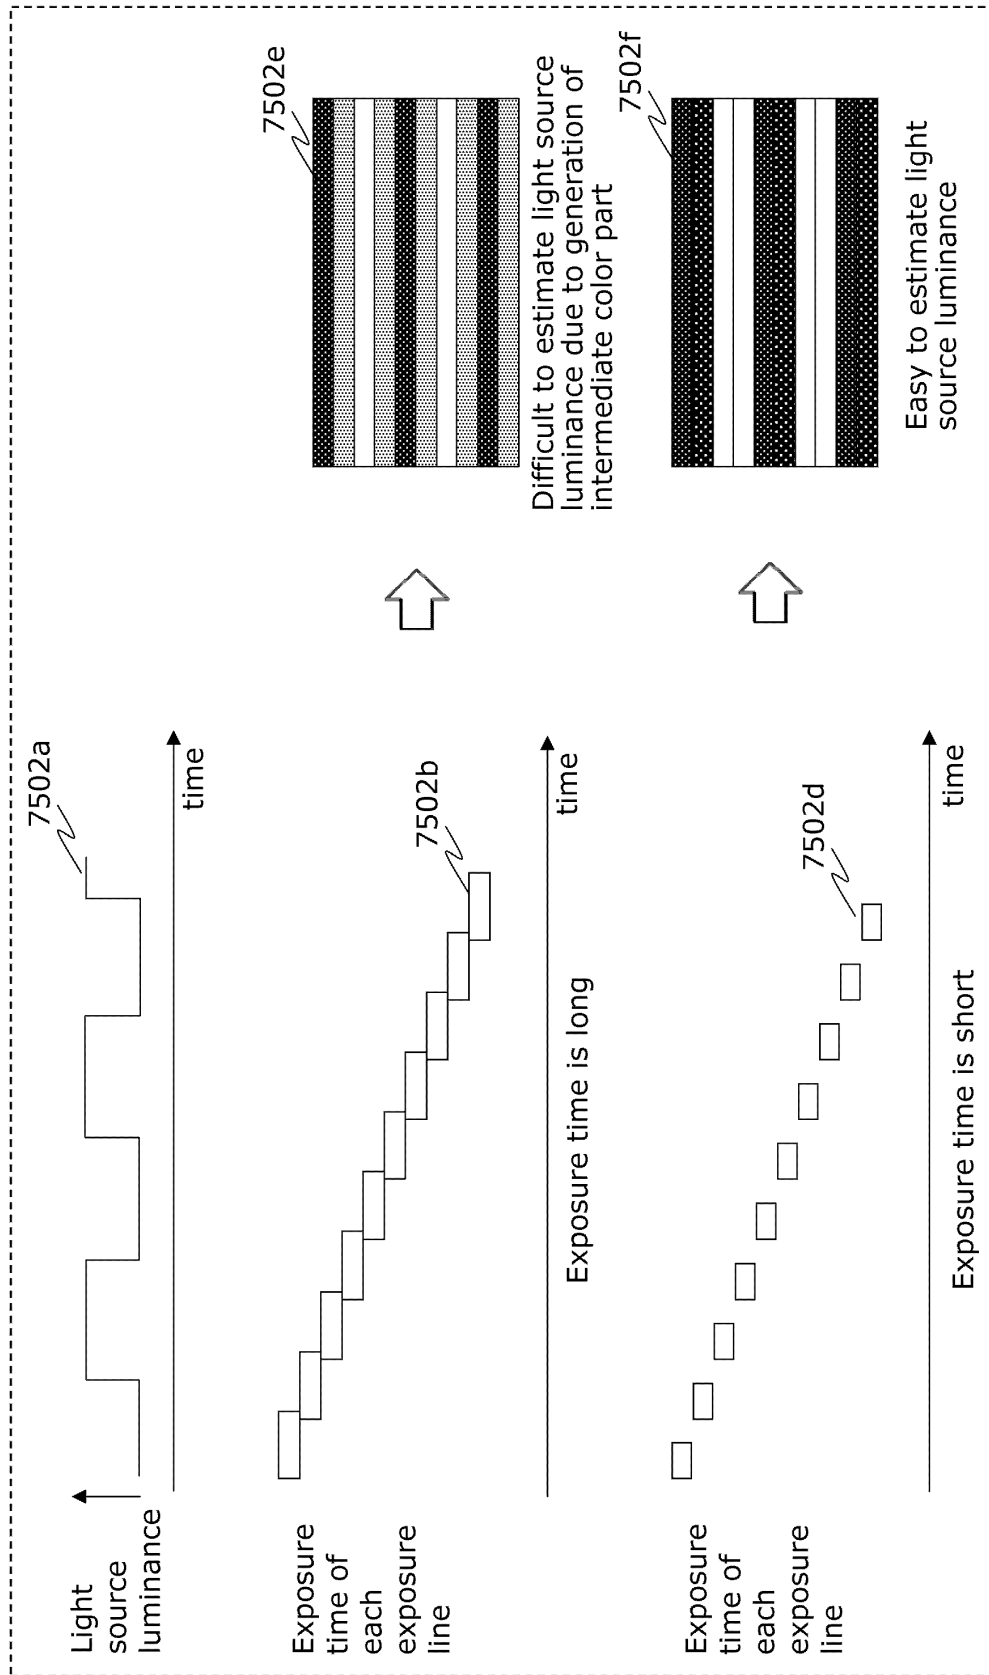 Light
source
luminance
7502a
time
Exposure
time of
each
exposure
line
7502b
time
Exposure time is long
7502e
Difficult to estimate light source
luminance due to generation of
intermediate color part
Exposure
time of
each
exposure
line
7502d
time
Exposure time is short
7502f
Easy to estimate light
source luminance